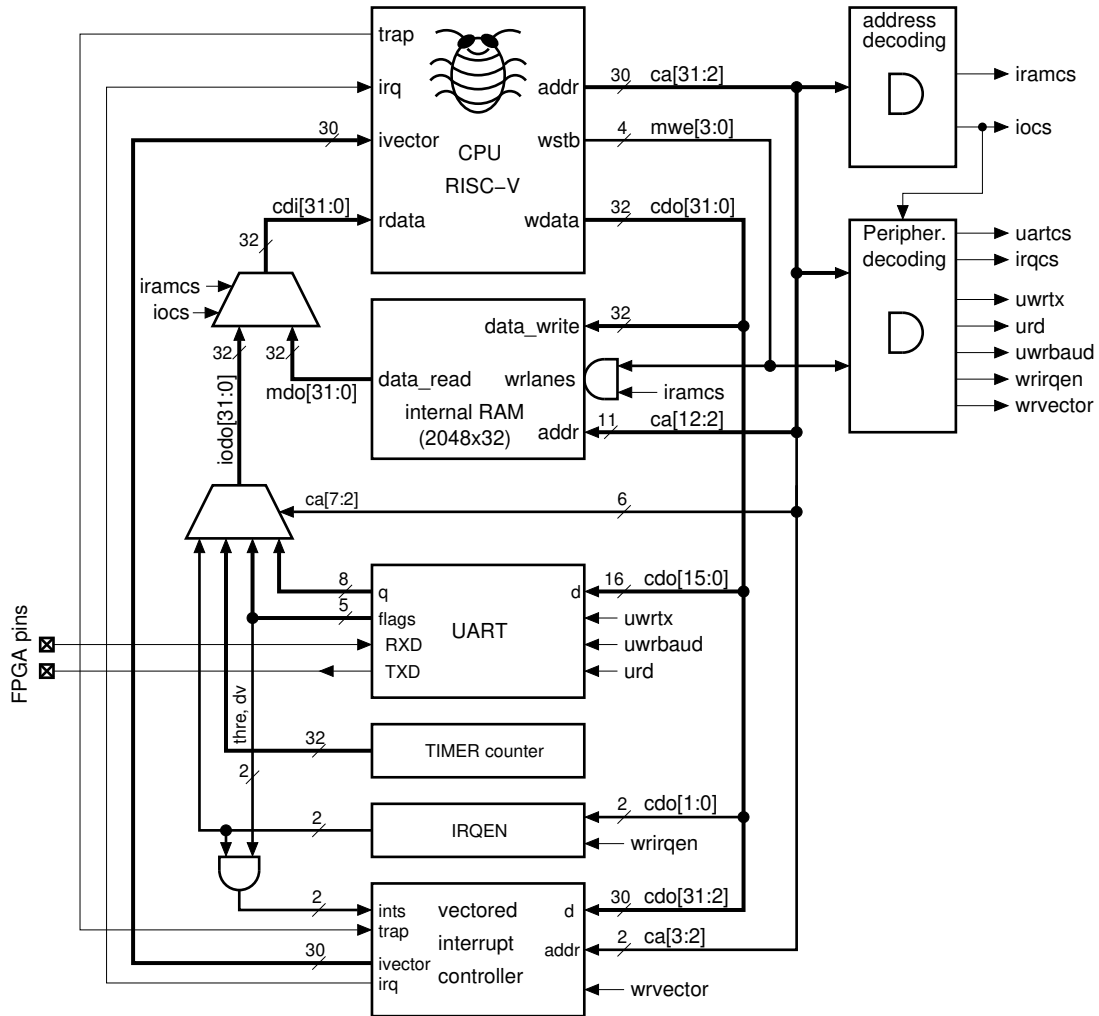 trap
irq
30
ivector
rdata
CPU
RISC−V
addr
wstb
wdata
30
ca[31:2]
4
mwe[3:0]
32
cdo[31:0]
address
decoding
iramcs
iocs
Peripher.
decoding
uartcs
irqcs
uwrtx
urd
uwrbaud
wrirqen
wrvector
cdi[31:0]
32
iramcs
iocs
32
32
mdo[31:0]
iodo[31:0]
data_write
32
data_read
wrlanes
iramcs
internal RAM
(2048x32)
addr
11
ca[12:2]
ca[7:2]
6
8
q
5
flags
RXD
TXD
UART
d
16
cdo[15:0]
uwrtx
uwrbaud
urd
FPGA pins
thre, dv
2
32
TIMER counter
2
IRQEN
2
cdo[1:0]
wrirqen
2
ints
trap
30
ivector
irq
vectored
interrupt
controller
d
30
cdo[31:2]
addr
2
ca[3:2]
wrvector